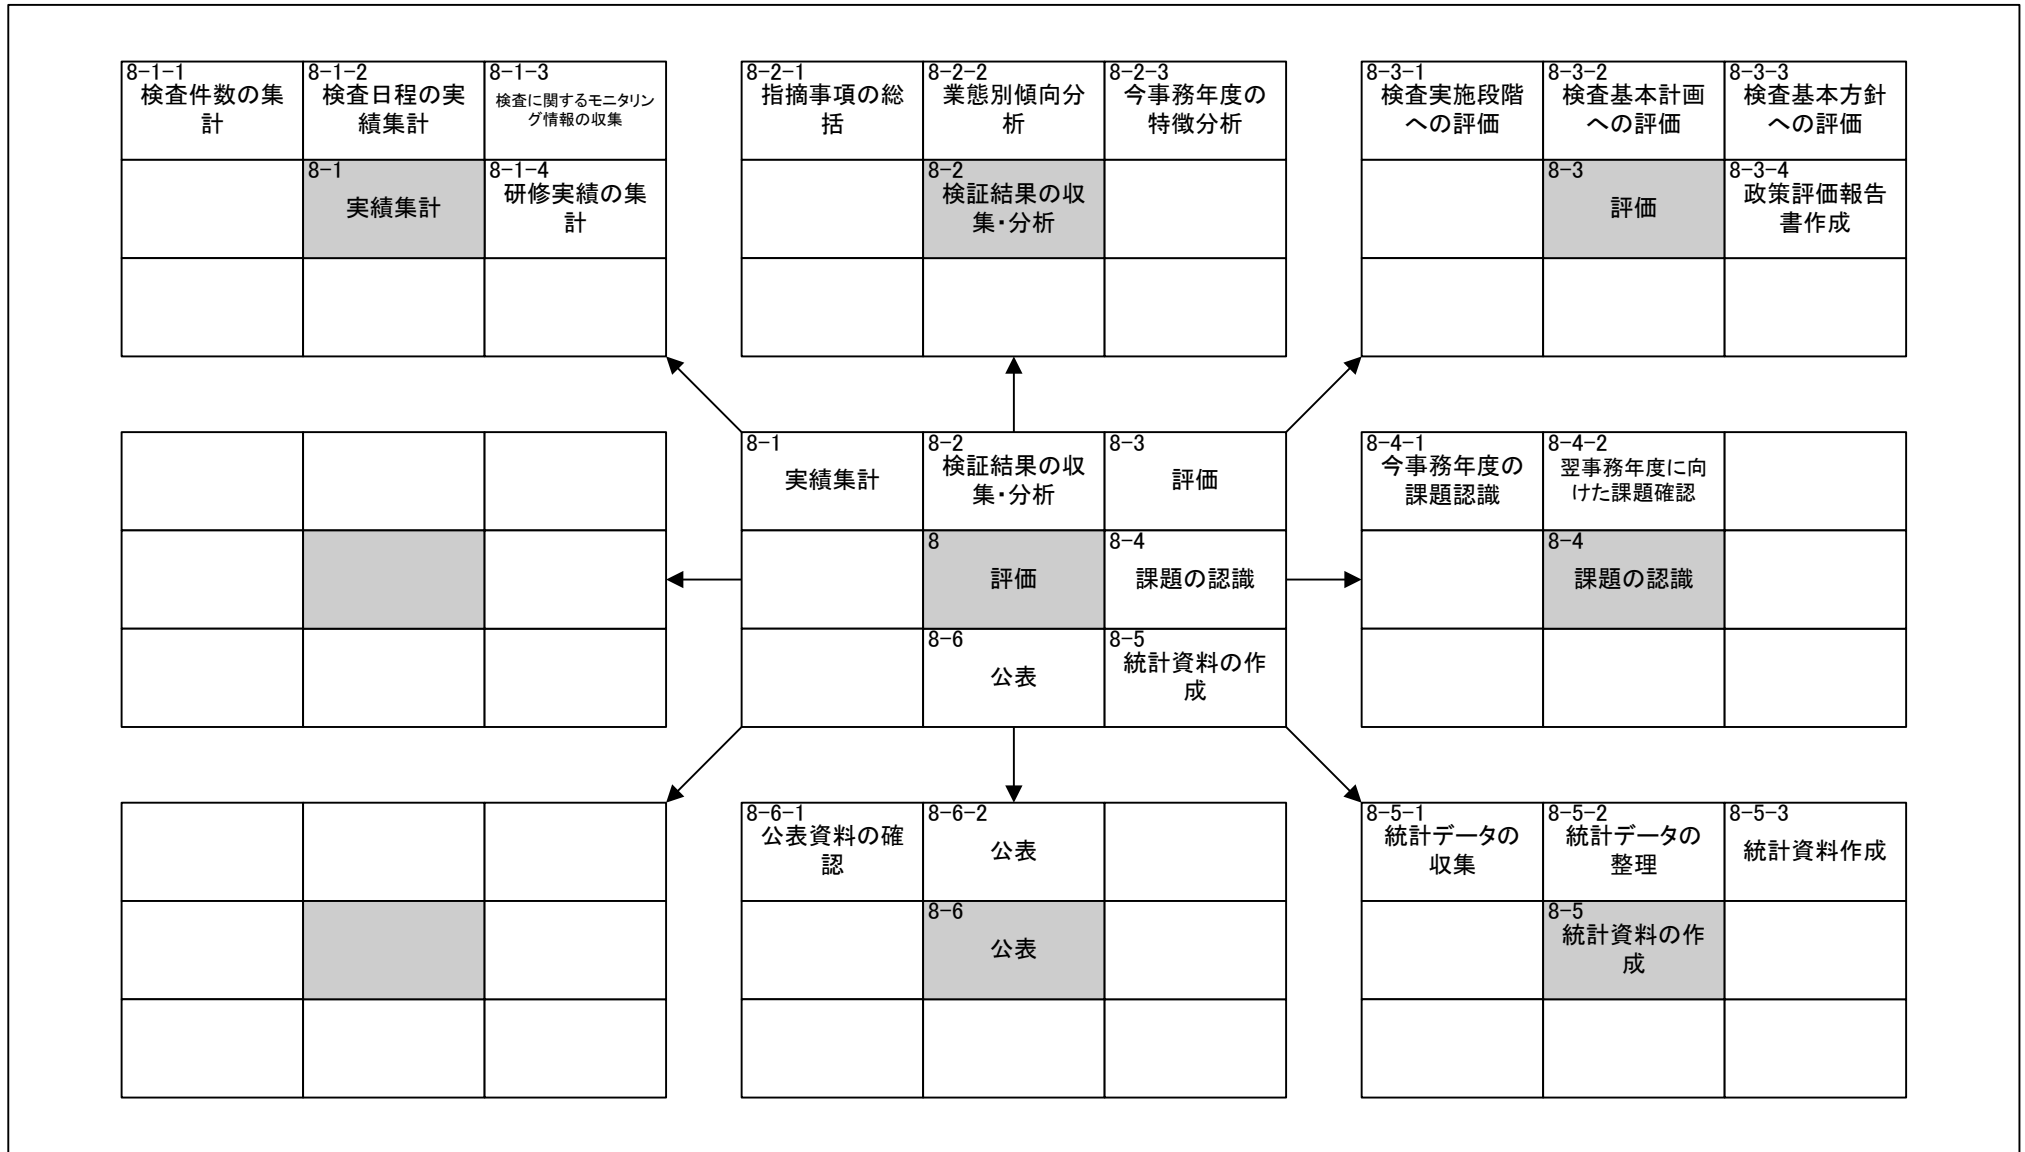 8-1-1
検査件数の集
計
8-1-2
検査日程の実
績集計
8-1-3
検査に関するモニタリン
グ情報の収集
8-1
実績集計
8-1-4
研修実績の集
計
8-2-1
指摘事項の総
括
8-2-2
業態別傾向分
析
8-2-3
今事務年度の
特徴分析
8-2
検証結果の収
集・分析
8-3-1
検査実施段階
への評価
8-3-2
検査基本計画
への評価
8-3-3
検査基本方針
への評価
8-3
評価
8-3-4
政策評価報告
書作成
8-1
実績集計
8-2
検証結果の収
集・分析
8-3
評価
8
評価
8-4
課題の認識
8-6
公表
8-5
統計資料の作
成
8-4-1
今事務年度の
課題認識
8-4-2
翌事務年度に向
けた課題確認
8-4
課題の認識
8-6-1
公表資料の確
認
8-6-2
公表
8-6
公表
8-5-1
統計データの
収集
8-5-2
統計データの
整理
8-5-3
統計資料作成
8-5
統計資料の作
成